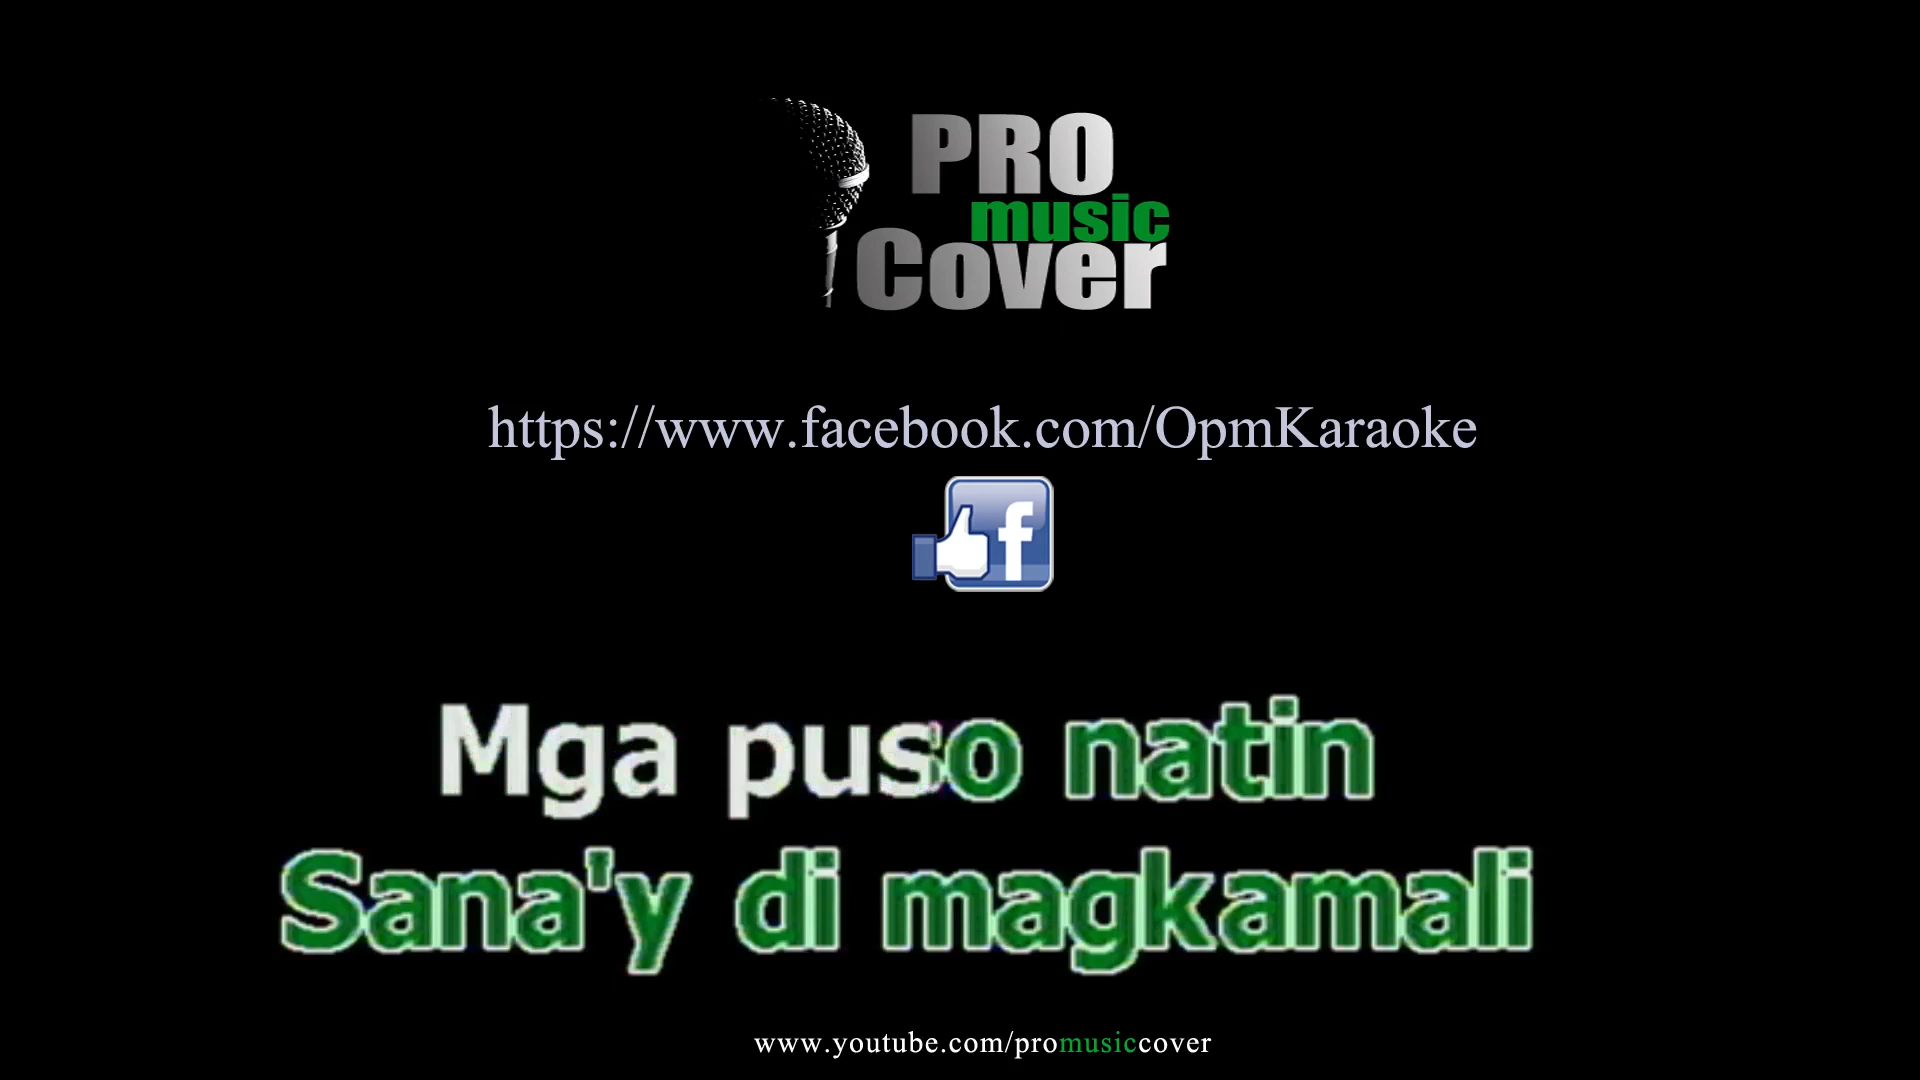 PRO
music
Cover
https://www.facebook.com/OpmKaraoke
f
Mga puso natin
Sana'y di magkamali
www.youtube.com/promusiccover